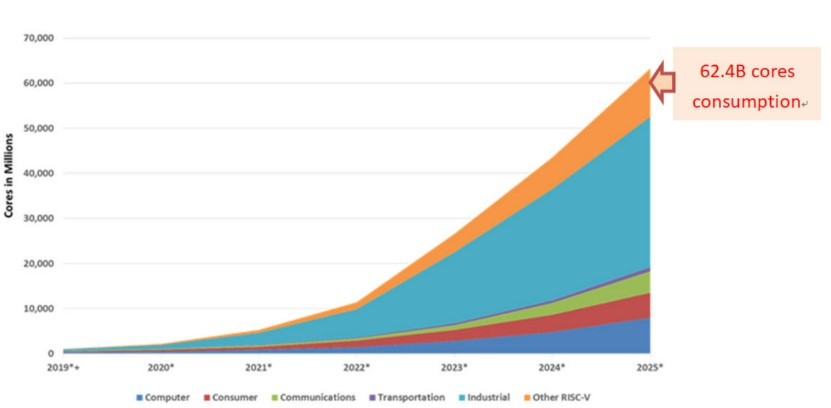 70,000
60,000
50,000
40,000
30,000
20,000
10,000
0
Cores in Millions
2019*+ 2020* 2021* 2022* 2023* 2024* 2025*
Computer Consumer Communications Transportation Industrial Other RISC-V
62.4B cores
consumption↵